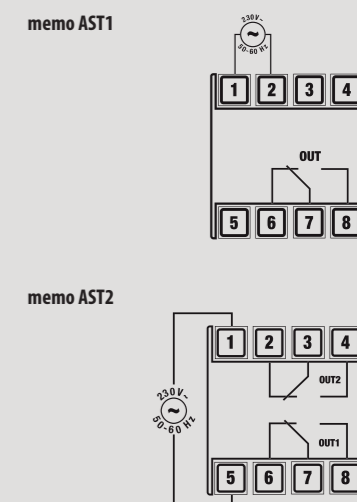 memo AST1
230V~
~
50-60 Hz
1 2 3 4
OUT
5 6 7 8
memo AST2
1 2 3 4
OUT2
230V~
~
50-60 Hz
OUT1
5 6 7 8